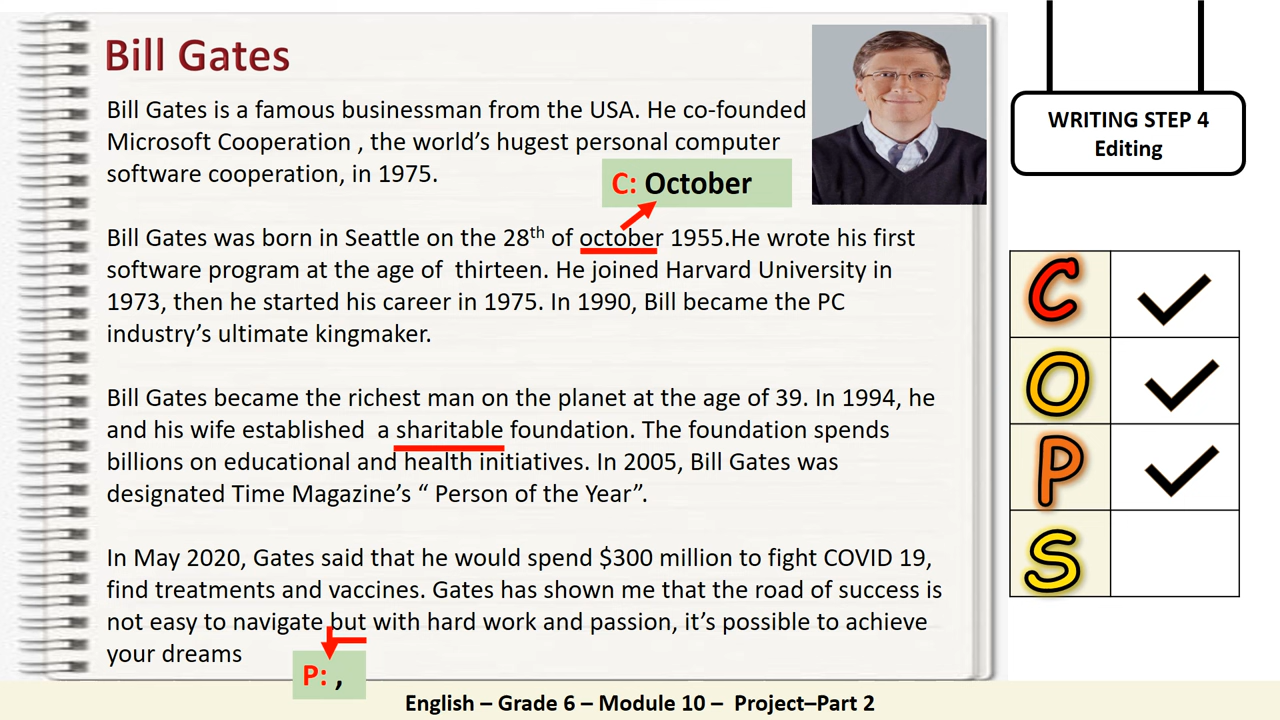 Bill Gates
Bill Gates is a famous businessman from the USA. He co-founded
Microsoft Cooperation , the world's hugest personal computer
software cooperation, in 1975.
C: October
Bill Gates was born in Seattle on the 28th of october 1955.He wrote his first
software program at the age of  thirteen. He joined Harvard University in
1973, then he started his career in 1975. In 1990, Bill became the PC
industry's ultimate kingmaker.
Bill Gates became the richest man on the planet at the age of 39. In 1994, he
and his wife established  a sharitable foundation. The foundation spends
billions on educational and health initiatives. In 2005, Bill Gates was
designated Time Magazine's “ Person of the Year”.
In May 2020, Gates said that he would spend $300 million to fight COVID 19,
find treatments and vaccines. Gates has shown me that the road of success is
not easy to navigate but with hard work and passion, it's possible to achieve
your dreams
P: ,
WRITING STEP 4
Editing
C
O
P
S
English – Grade 6 – Module 10 –  Project–Part 2